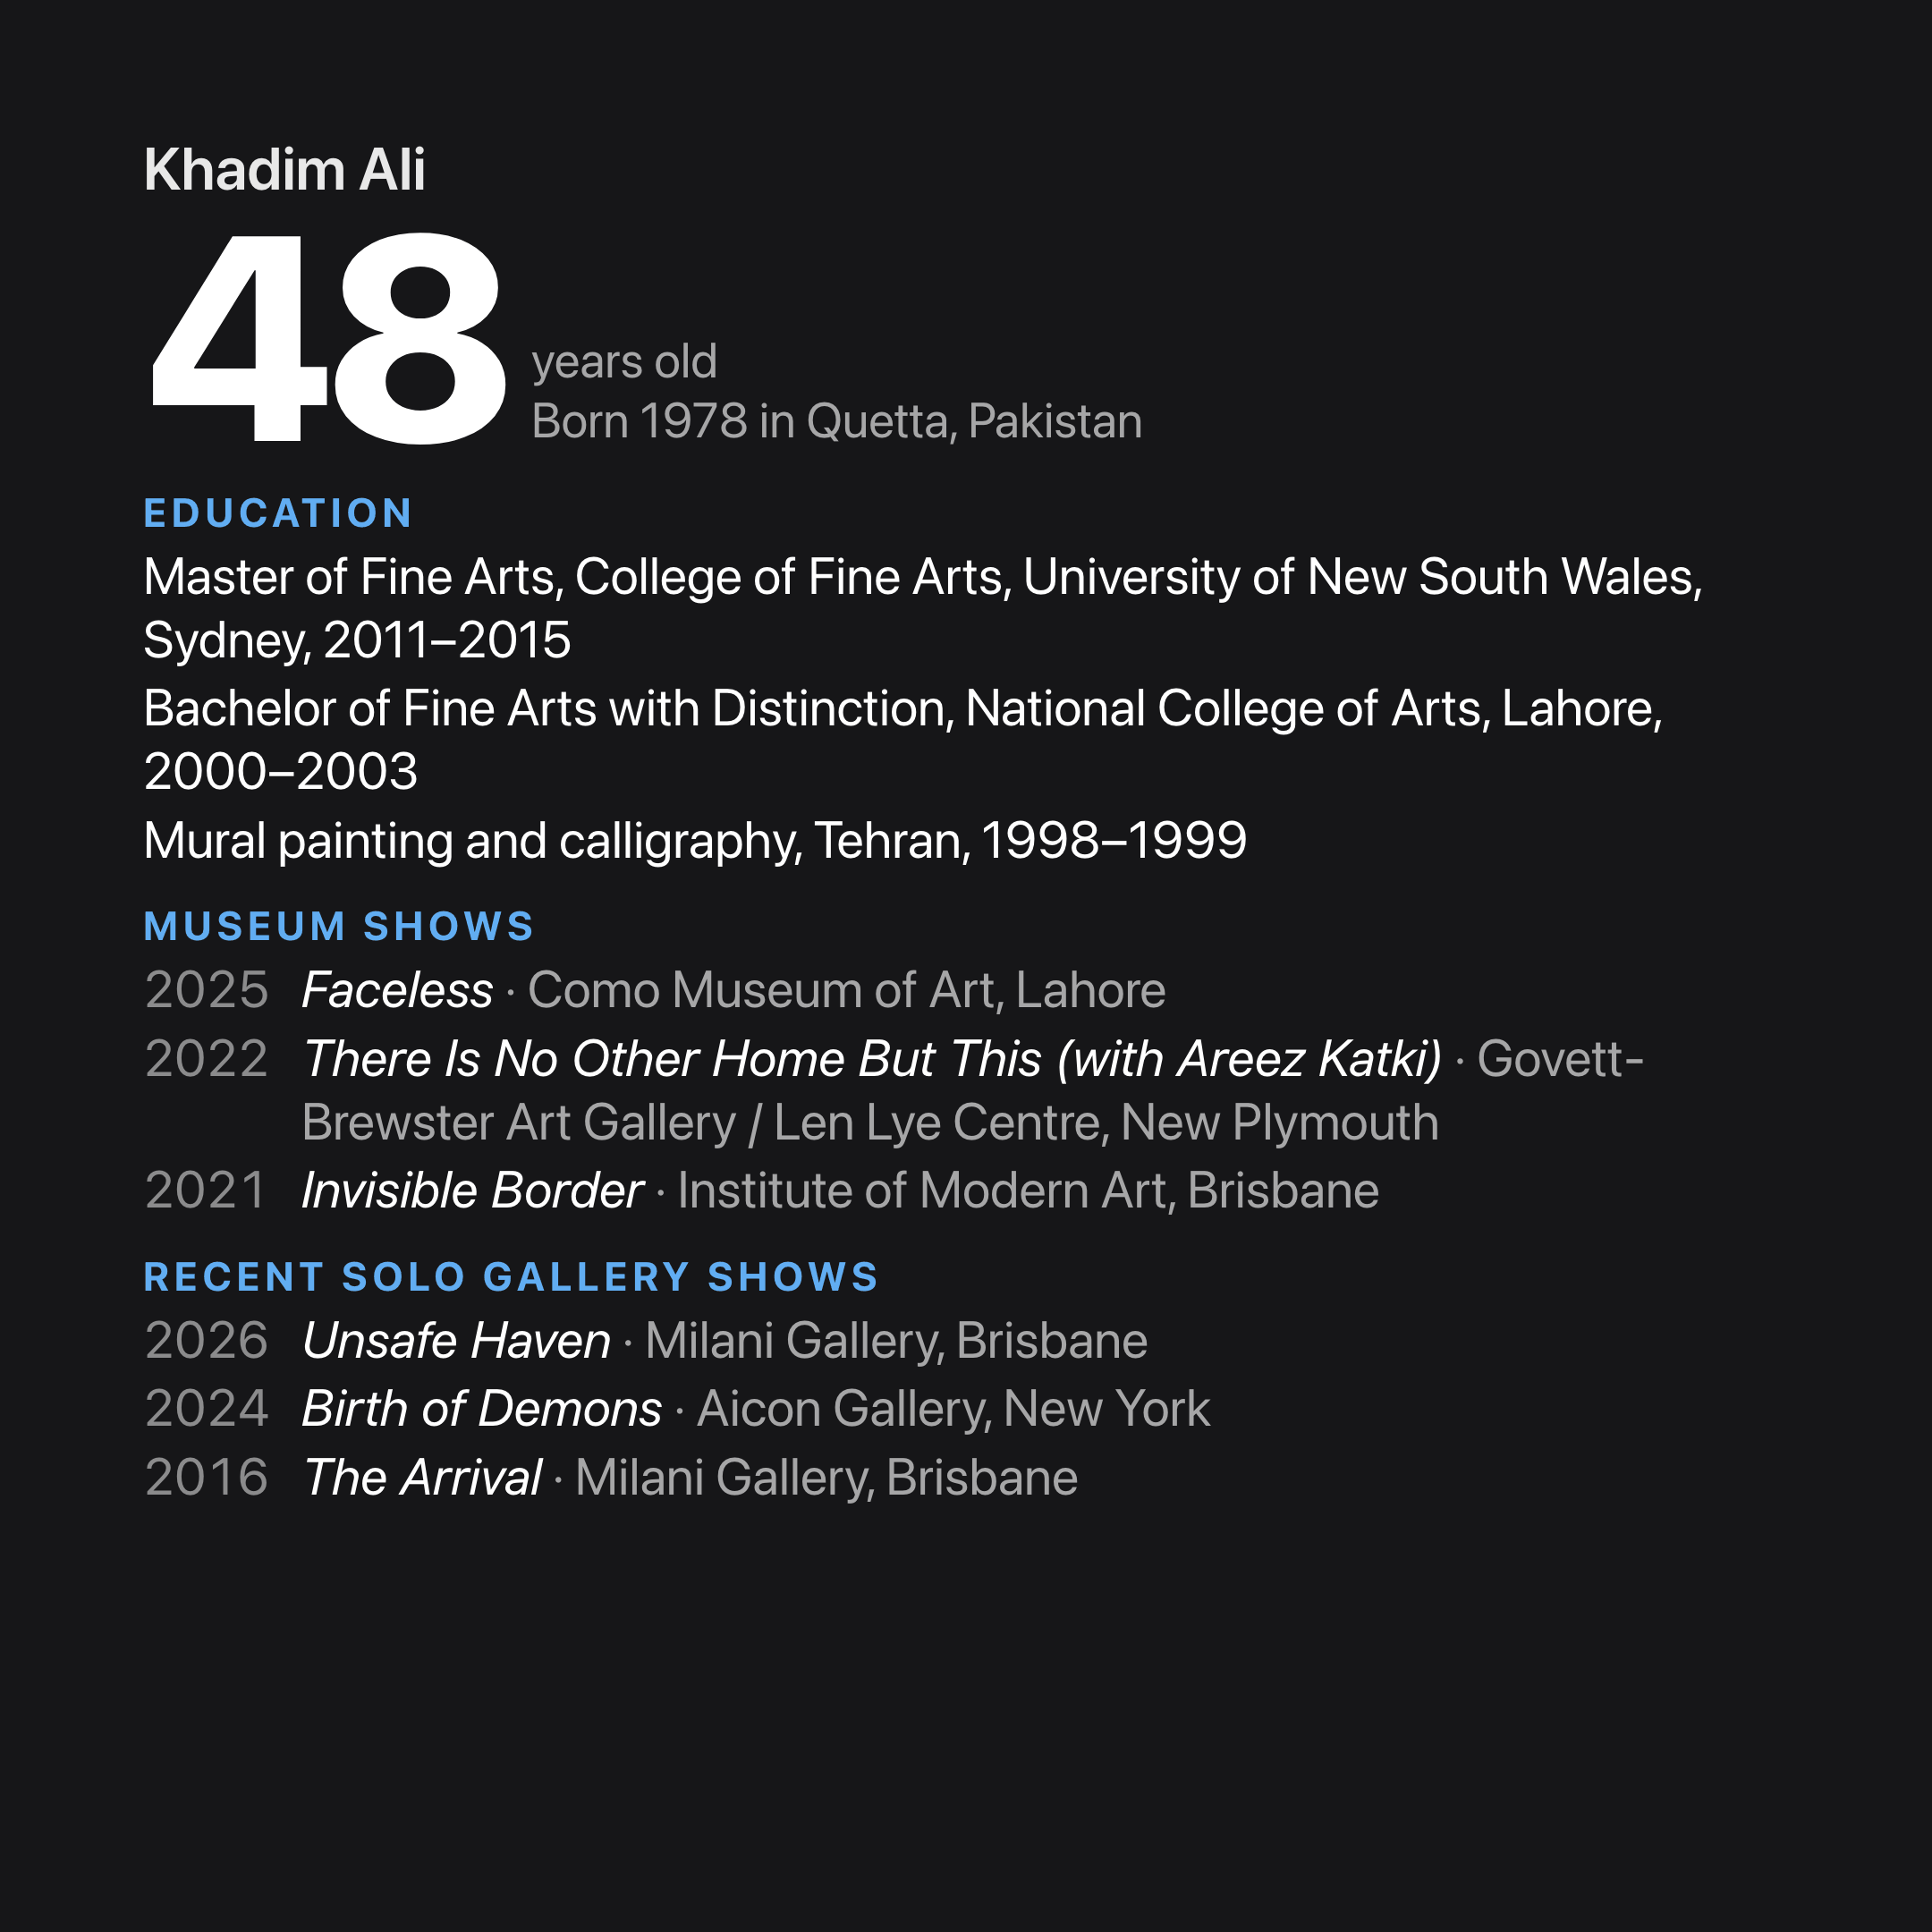 Khadim Ali
48
years old
Born 1978 in Quetta, Pakistan
EDUCATION
Master of Fine Arts, College of Fine Arts, University of New South Wales,
Sydney, 2011–2015
Bachelor of Fine Arts with Distinction, National College of Arts, Lahore,
2000–2003
Mural painting and calligraphy, Tehran, 1998–1999
MUSEUM SHOWS
2025 Faceless · Como Museum of Art, Lahore
2022 There Is No Other Home But This (with Areez Katki) · Govett-
Brewster Art Gallery / Len Lye Centre, New Plymouth
2021 Invisible Border · Institute of Modern Art, Brisbane
RECENT SOLO GALLERY SHOWS
2026 Unsafe Haven · Milani Gallery, Brisbane
2024 Birth of Demons · Aicon Gallery, New York
2016 The Arrival · Milani Gallery, Brisbane